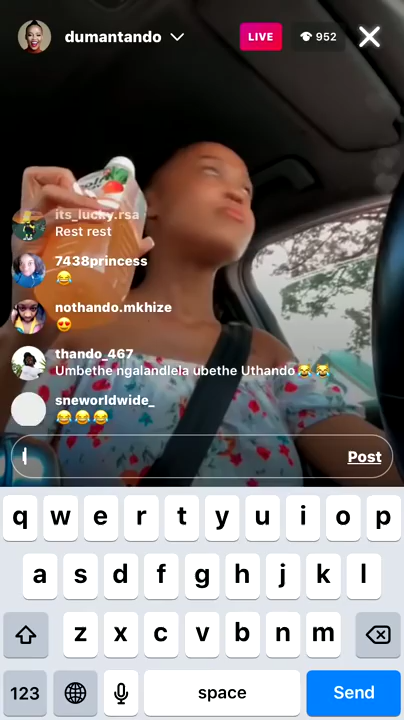 dumantando
LIVE
952
its_lucky.rsa
Rest rest
7438princess
😂
nothando.mkhize
😍
thando_467
Umbethe ngalandlela ubethe Uthando😂😂
sneworldwide_
😂😂😂
Post
q w e r t y u i o p
a s d f g h j k l
z x c v b n m
123 space Send